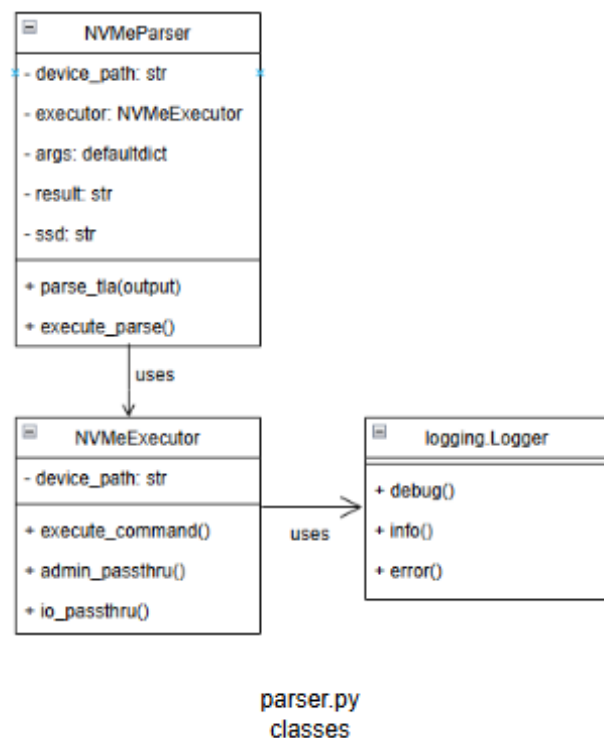 NVMeParser
- device_path: str
- executor: NVMeExecutor
- args: defaultdict
- result: str
- ssd: str
+ parse_tla(output)
+ execute_parse()
uses
NVMeExecutor
- device_path: str
+ execute_command()
+ admin_passthru()
+ io_passthru()
uses
logging.Logger
+ debug()
+ info()
+ error()
parser.py
classes